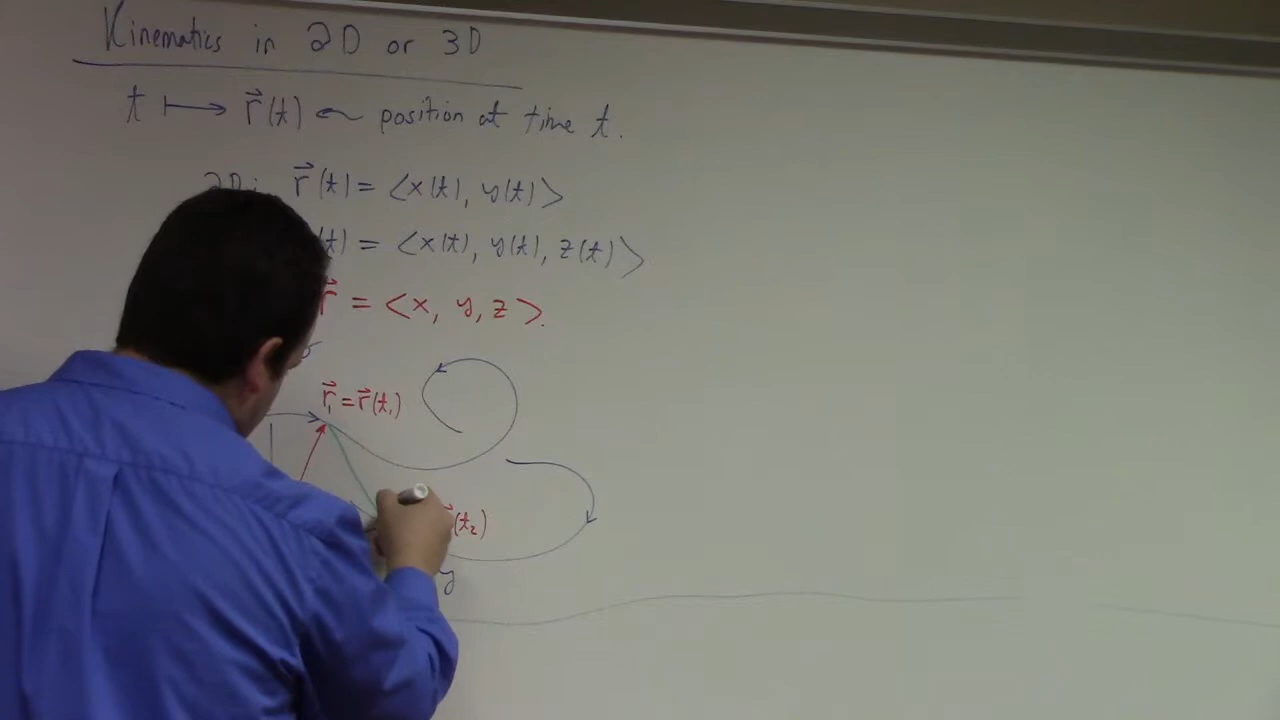 Kinematics in 2D or 3D
t ↦ r⃗(t) ← position at time t.
2D: r⃗(t) = <x(t), y(t)>
(t) = <x(t), y(t), z(t)>
r⃗ = <x, y, z>.
r⃗₁ = r⃗(t₁)
(t₂)
y